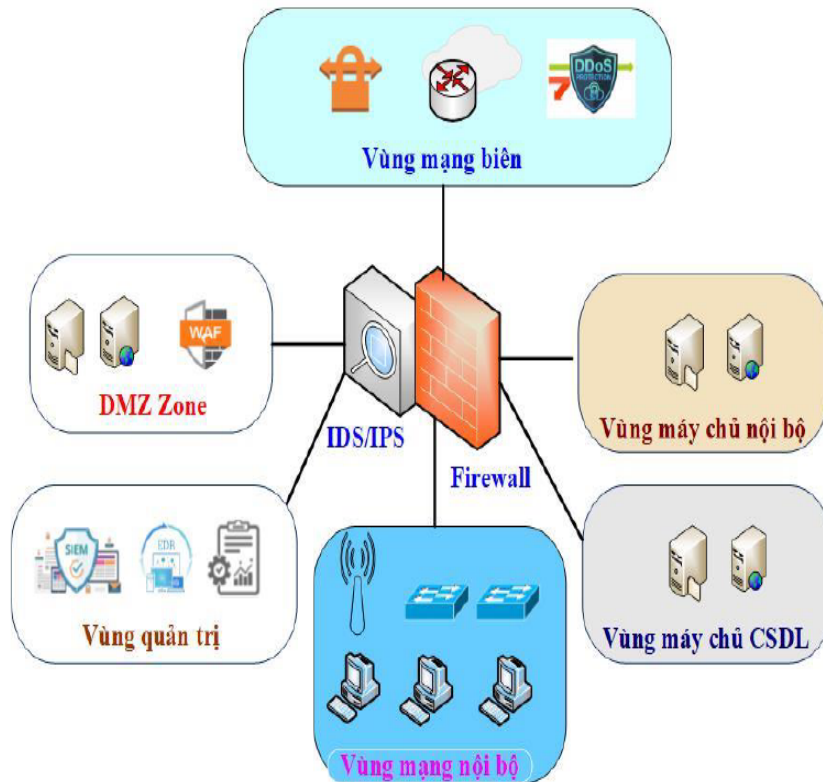 DDoS
PROTECTION
Vùng mạng biên
WAF
DMZ Zone
IDS/IPS
Firewall
Vùng máy chủ nội bộ
SIEM
EDR
Vùng quản trị
Vùng máy chủ CSDL
Vùng mạng nội bộ